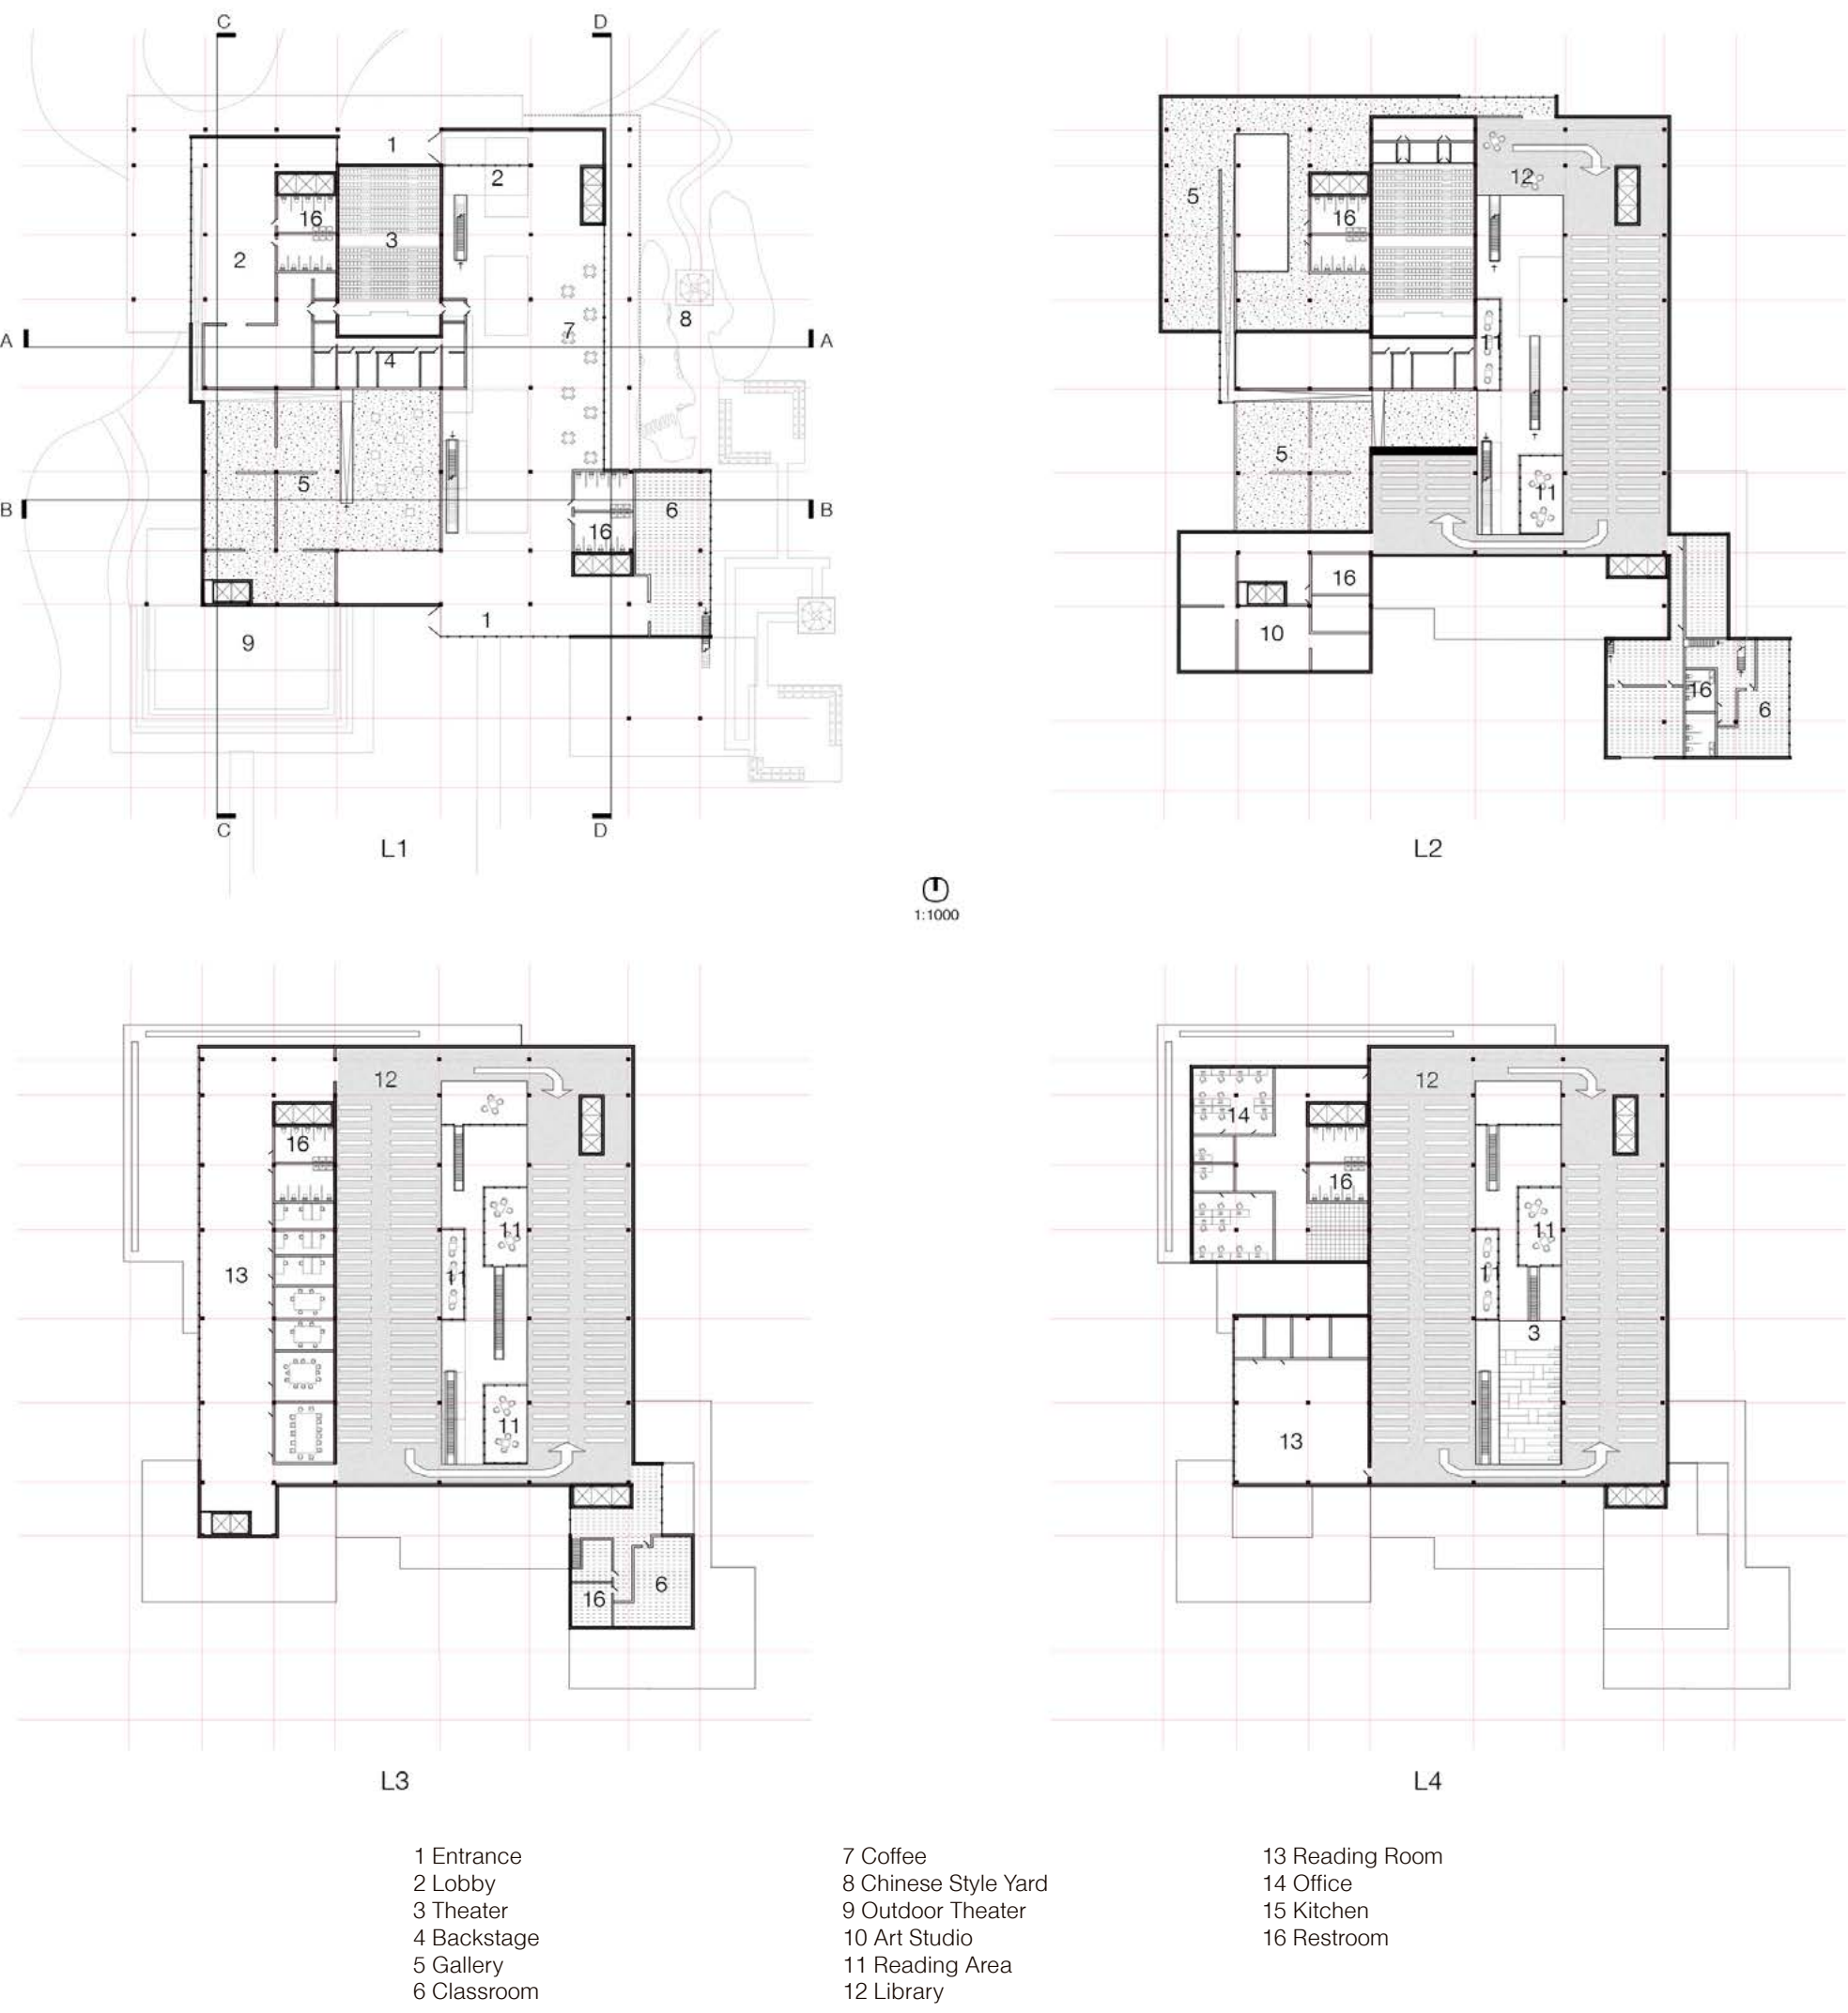 C D
1
2
16
3
2
7
8
A A
4
5
6
B B
16
1
9
C D
L1
12
5
16
11
5
11
16
10
16
6
L2
1:1000
12
16
11
13
11
11
16
6
L3
12
14
16
11
11
3
13
L4
1 Entrance
2 Lobby
3 Theater
4 Backstage
5 Gallery
6 Classroom
7 Coffee
8 Chinese Style Yard
9 Outdoor Theater
10 Art Studio
11 Reading Area
12 Library
13 Reading Room
14 Office
15 Kitchen
16 Restroom